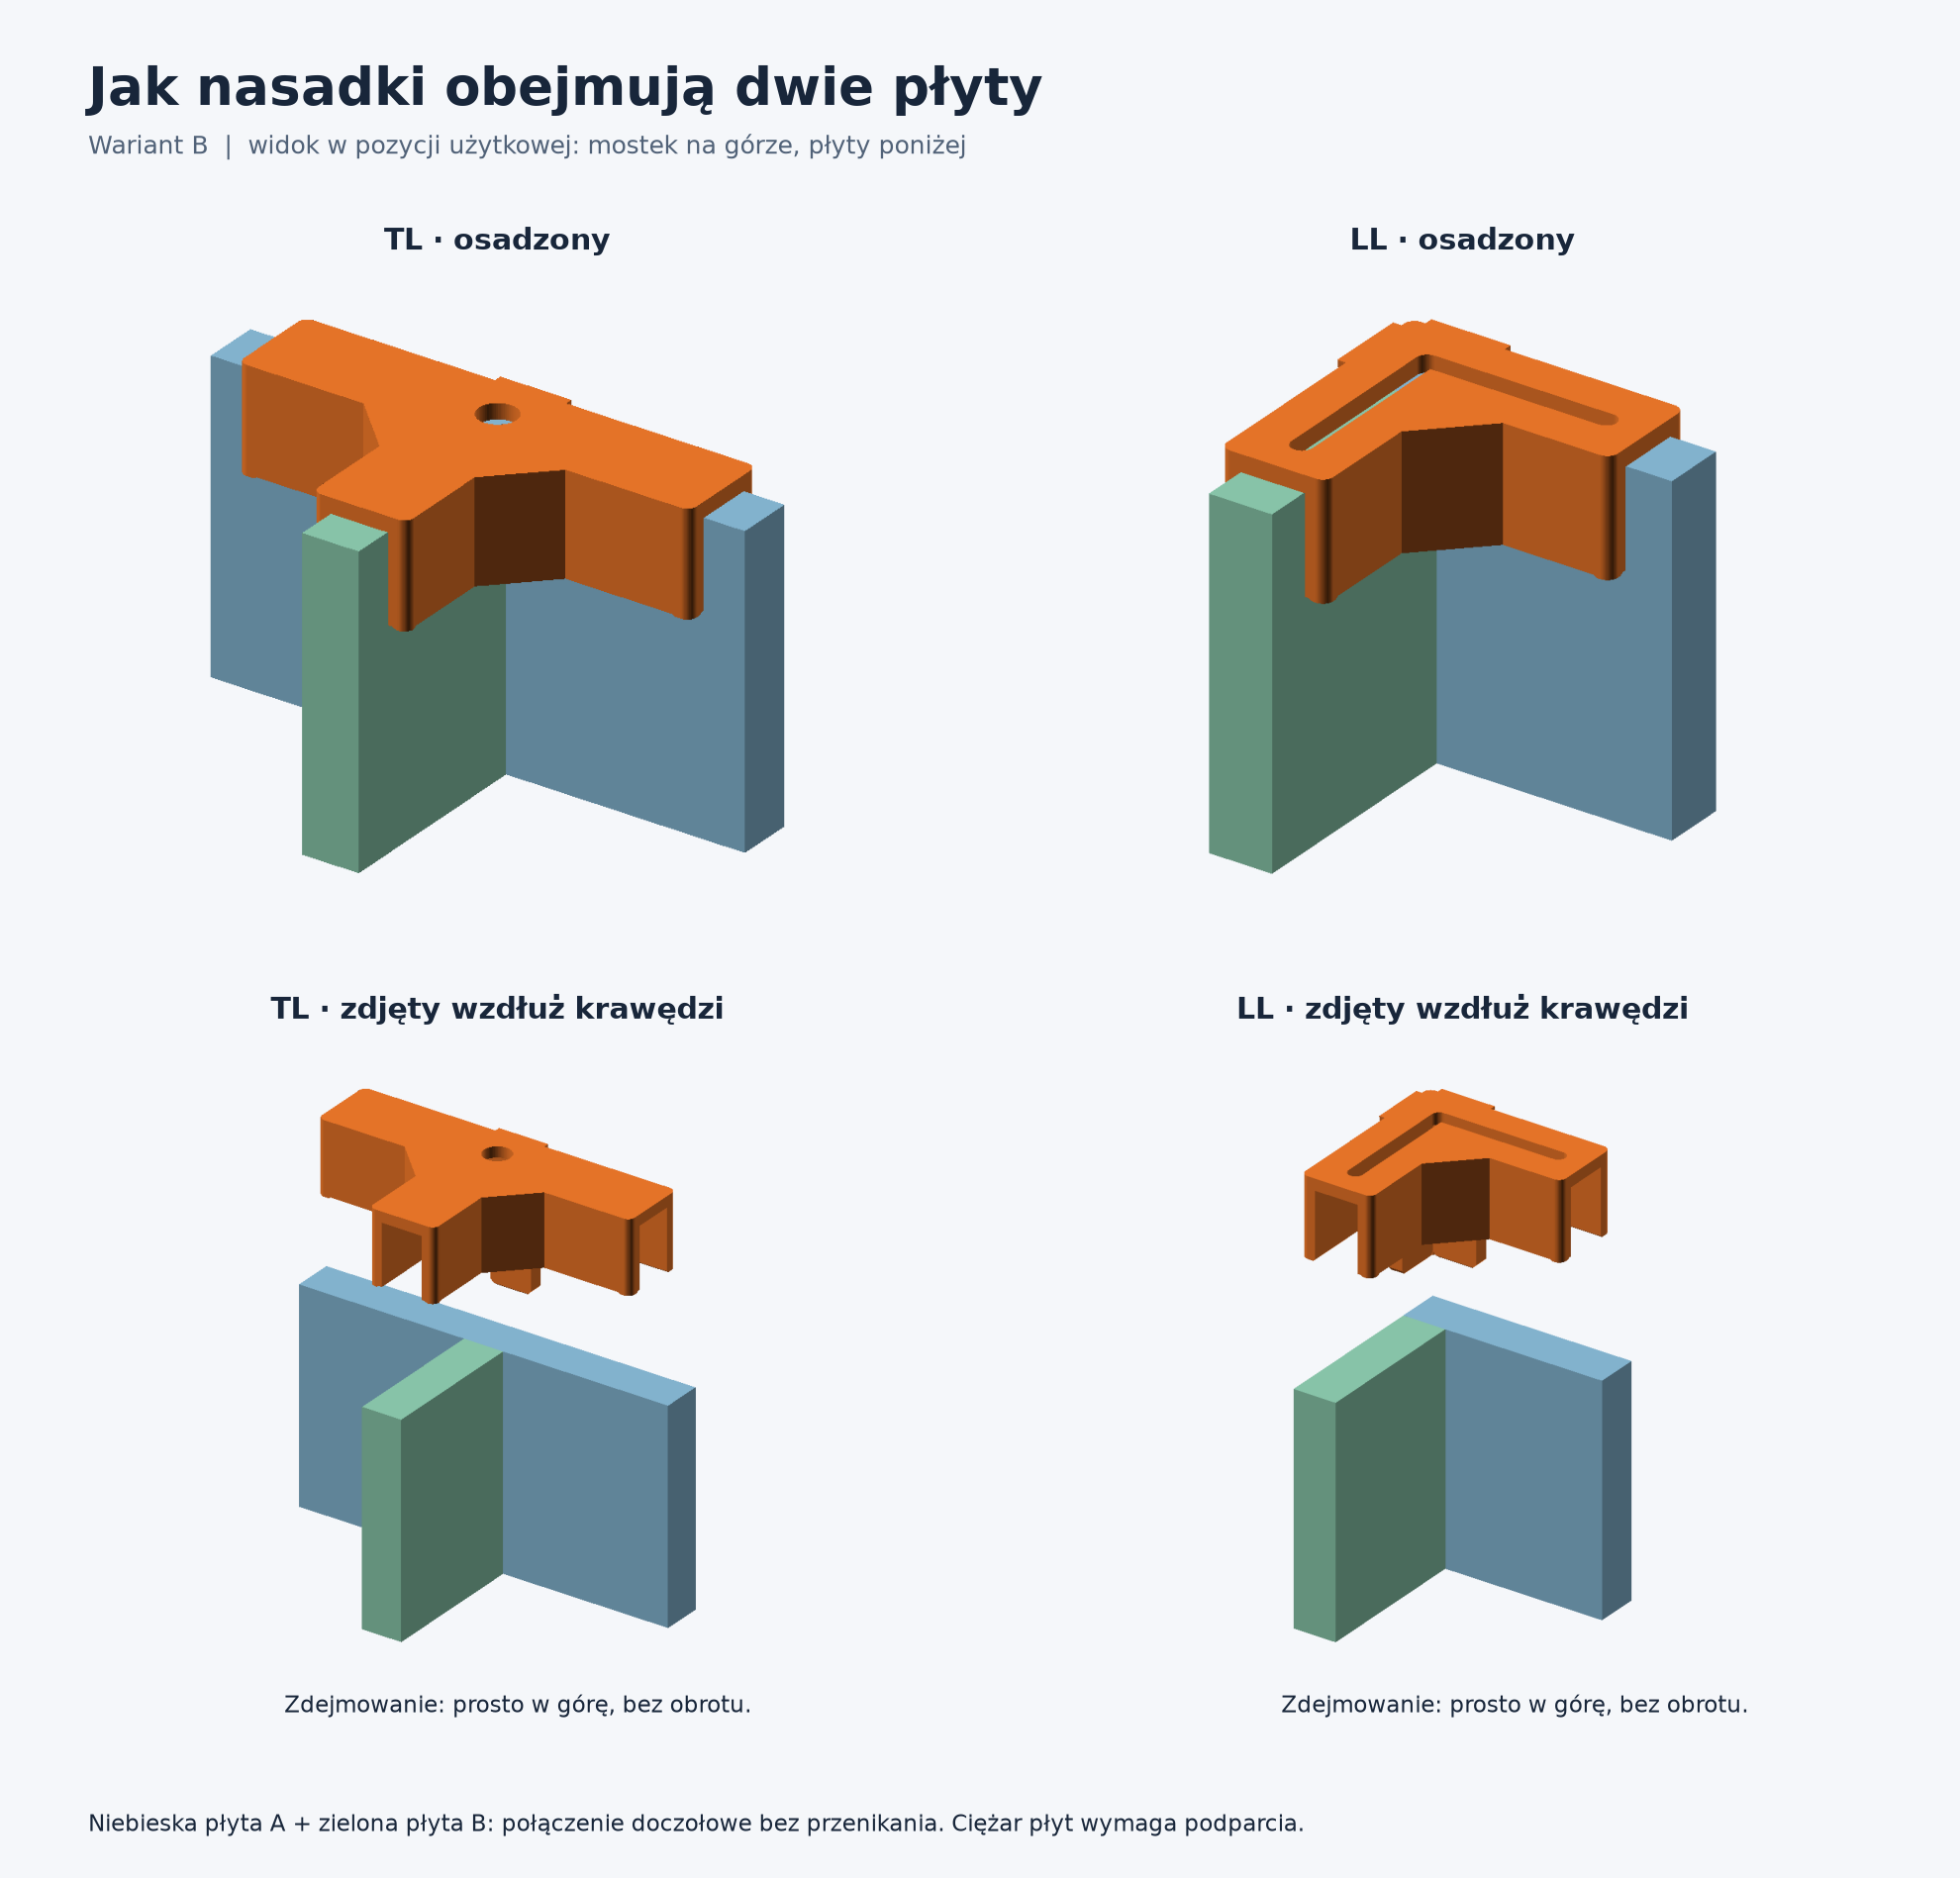 Jak nasadki obejmują dwie płyty
Wariant B | widok w pozycji użytkowej: mostek na górze, płyty poniżej
TL · osadzony
LL · osadzony
TL · zdjęty wzdłuż krawędzi
LL · zdjęty wzdłuż krawędzi
Zdejmowanie: prosto w górę, bez obrotu.
Zdejmowanie: prosto w górę, bez obrotu.
Niebieska płyta A + zielona płyta B: połączenie doczołowe bez przenikania. Ciężar płyt wymaga podparcia.